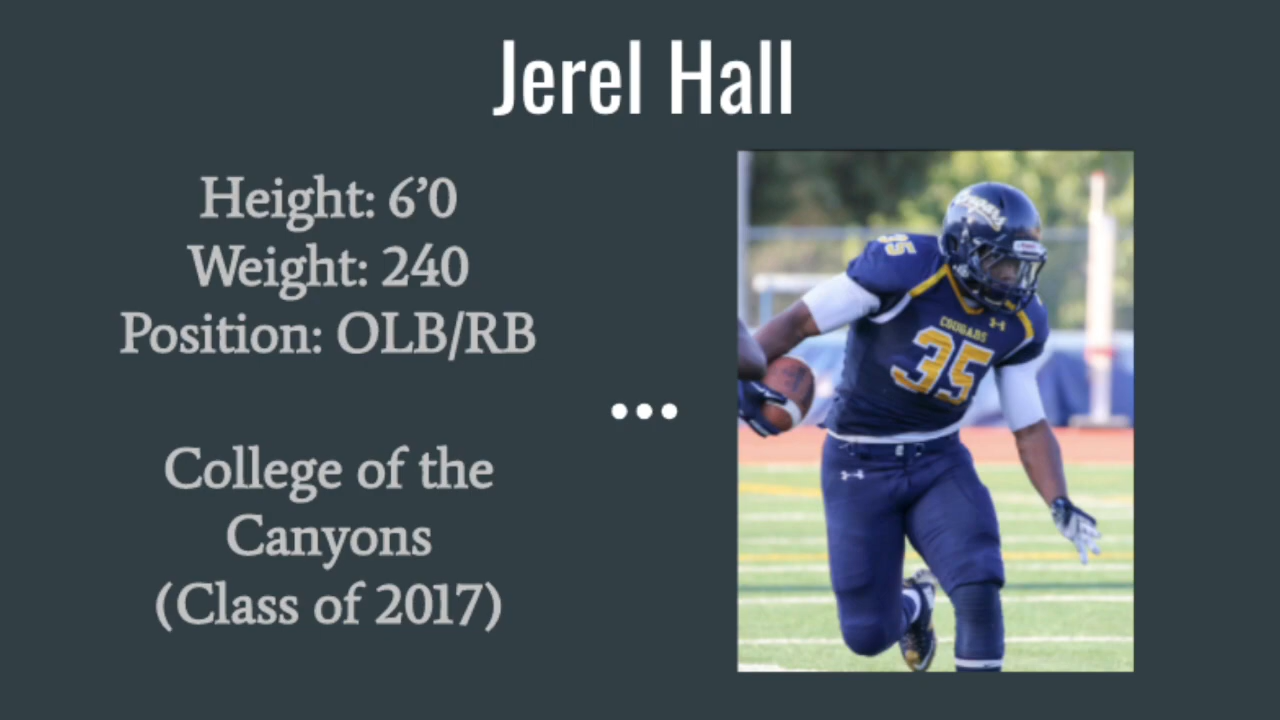 Jerel Hall
Height: 6’0
Weight: 240
Position: OLB/RB
College of the
Canyons
(Class of 2017)
35
COUGARS
35